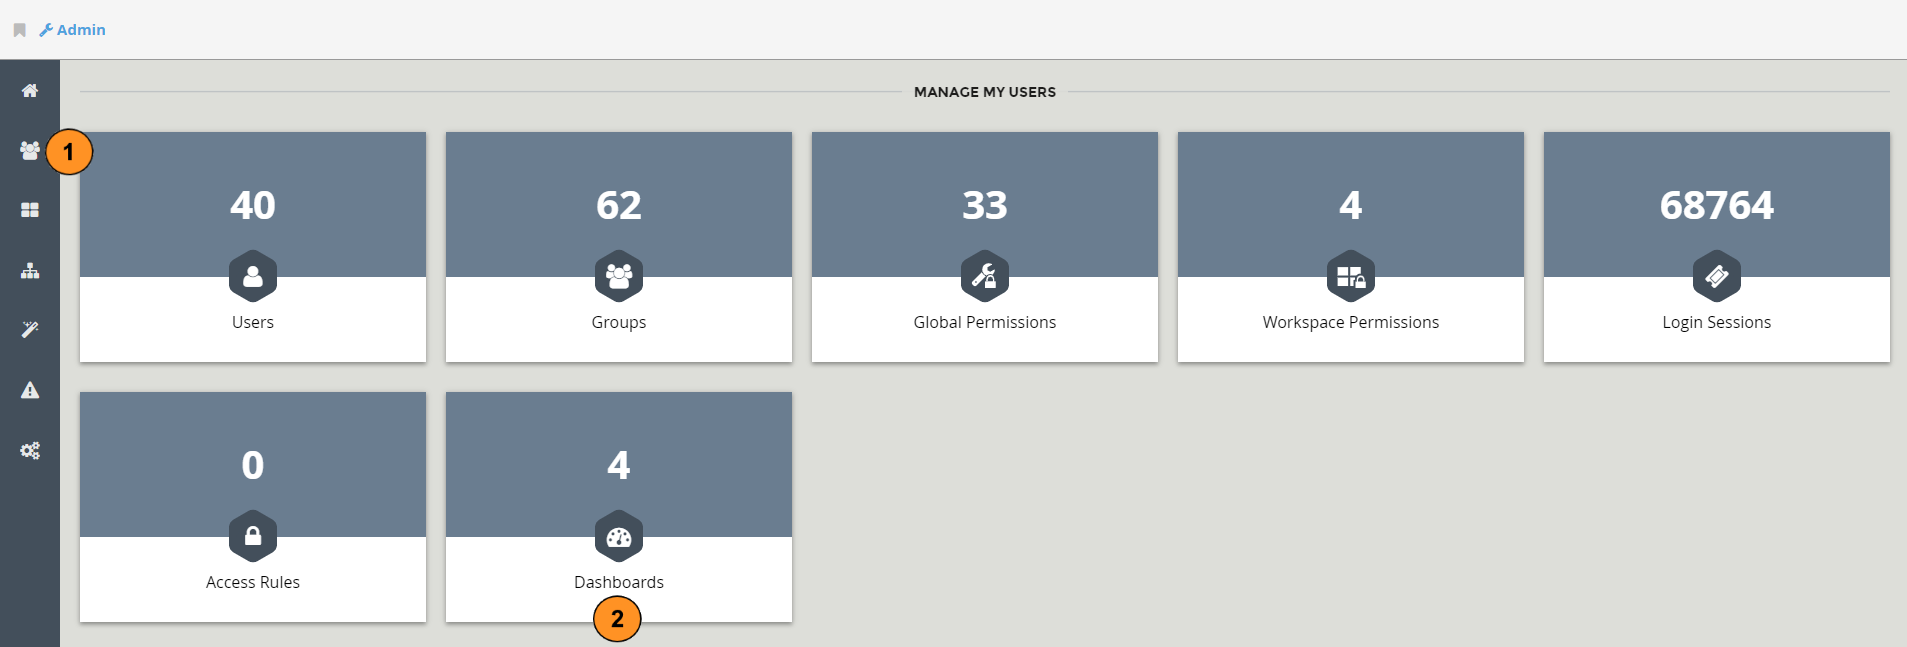 Admin
MANAGE MY USERS
1
40
62
33
4
68764
Users
Groups
Global Permissions
Workspace Permissions
Login Sessions
0
4
Access Rules
Dashboards
2